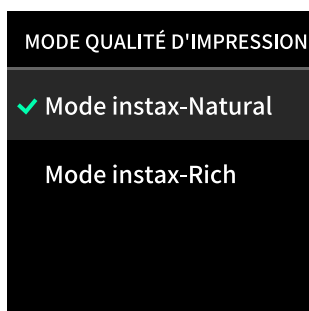 MODE QUALITÉ D'IMPRESSION
Mode instax-Natural
Mode instax-Rich